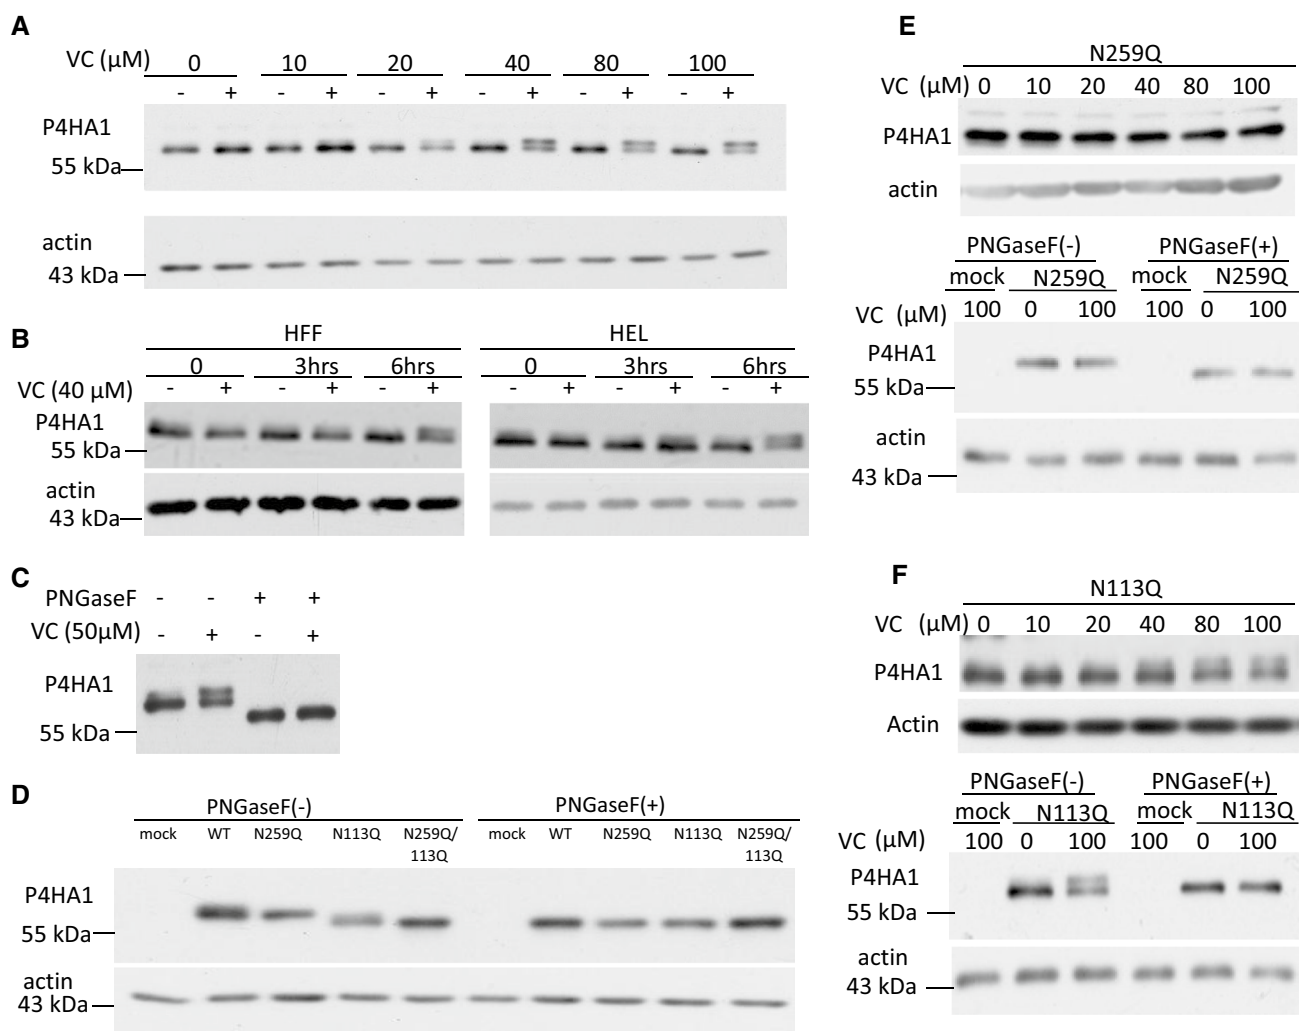 A
VC (µM) 0 10 20 40 80 100
- + - + - + - + - + - +
P4HA1
55 kDa
actin
43 kDa
B
HFF HEL
0 3hrs 6hrs 0 3hrs 6hrs
VC (40 µM) - + - + - + - + - + - +
P4HA1
55 kDa
actin
43 kDa
C
PNGaseF - - + +
VC (50µM) - + - +
P4HA1
55 kDa
D
PNGaseF(-) PNGaseF(+)
mock WT N259Q N113Q N259Q/ mock WT N259Q N113Q N259Q/
113Q 113Q
P4HA1
55 kDa
actin
43 kDa
E
N259Q
VC (µM) 0 10 20 40 80 100
P4HA1
actin
PNGaseF(-) PNGaseF(+)
mock N259Q mock N259Q
VC (µM) 100 0 100 100 0 100
P4HA1
55 kDa
actin
43 kDa
F
N113Q
VC (µM) 0 10 20 40 80 100
P4HA1
Actin
PNGaseF(-) PNGaseF(+)
mock N113Q mock N113Q
VC (µM) 100 0 100 100 0 100
P4HA1
55 kDa
actin
43 kDa